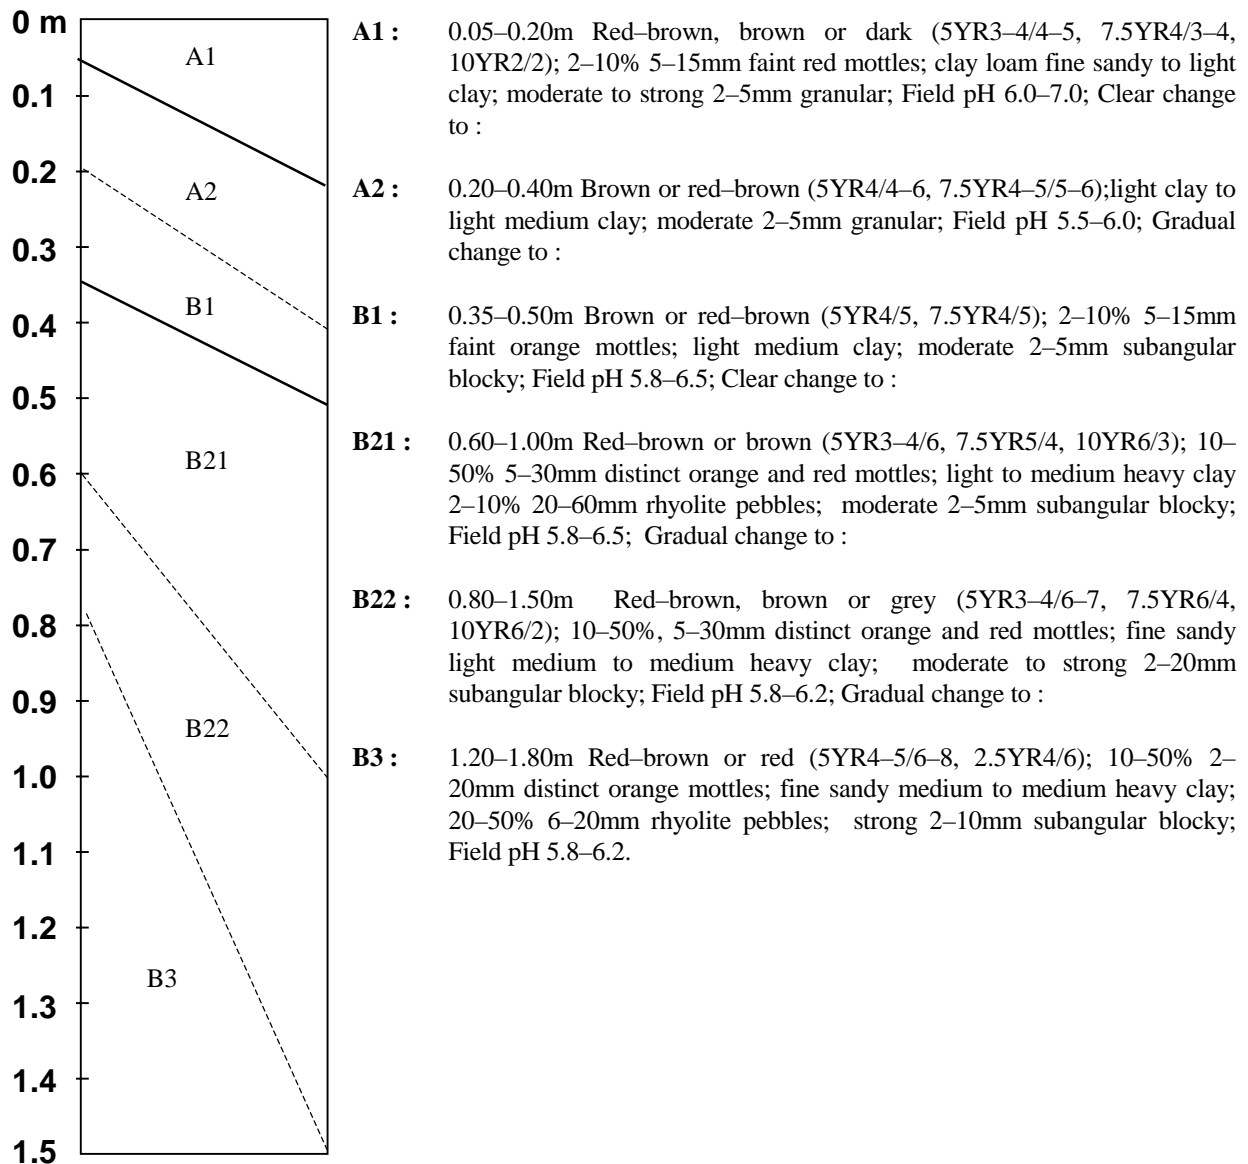 0 m
0.1
0.2
0.3
0.4
0.5
0.6
0.7
0.8
0.9
1.0
1.1
1.2
1.3
1.4
1.5
A1
A2
B1
B21
B22
B3
A1 : 0.05–0.20m Red–brown, brown or dark (5YR3–4/4–5, 7.5YR4/3–4,
10YR2/2); 2–10% 5–15mm faint red mottles; clay loam fine sandy to light
clay; moderate to strong 2–5mm granular; Field pH 6.0–7.0; Clear change
to :
A2 : 0.20–0.40m Brown or red–brown (5YR4/4–6, 7.5YR4–5/5–6);light clay to
light medium clay; moderate 2–5mm granular; Field pH 5.5–6.0; Gradual
change to :
B1 : 0.35–0.50m Brown or red–brown (5YR4/5, 7.5YR4/5); 2–10% 5–15mm
faint orange mottles; light medium clay; moderate 2–5mm subangular
blocky; Field pH 5.8–6.5; Clear change to :
B21 : 0.60–1.00m Red–brown or brown (5YR3–4/6, 7.5YR5/4, 10YR6/3); 10–
50% 5–30mm distinct orange and red mottles; light to medium heavy clay
2–10% 20–60mm rhyolite pebbles; moderate 2–5mm subangular blocky;
Field pH 5.8–6.5; Gradual change to :
B22 : 0.80–1.50m Red–brown, brown or grey (5YR3–4/6–7, 7.5YR6/4,
10YR6/2); 10–50%, 5–30mm distinct orange and red mottles; fine sandy
light medium to medium heavy clay; moderate to strong 2–20mm
subangular blocky; Field pH 5.8–6.2; Gradual change to :
B3 : 1.20–1.80m Red–brown or red (5YR4–5/6–8, 2.5YR4/6); 10–50% 2–
20mm distinct orange mottles; fine sandy medium to medium heavy clay;
20–50% 6–20mm rhyolite pebbles; strong 2–10mm subangular blocky;
Field pH 5.8–6.2.